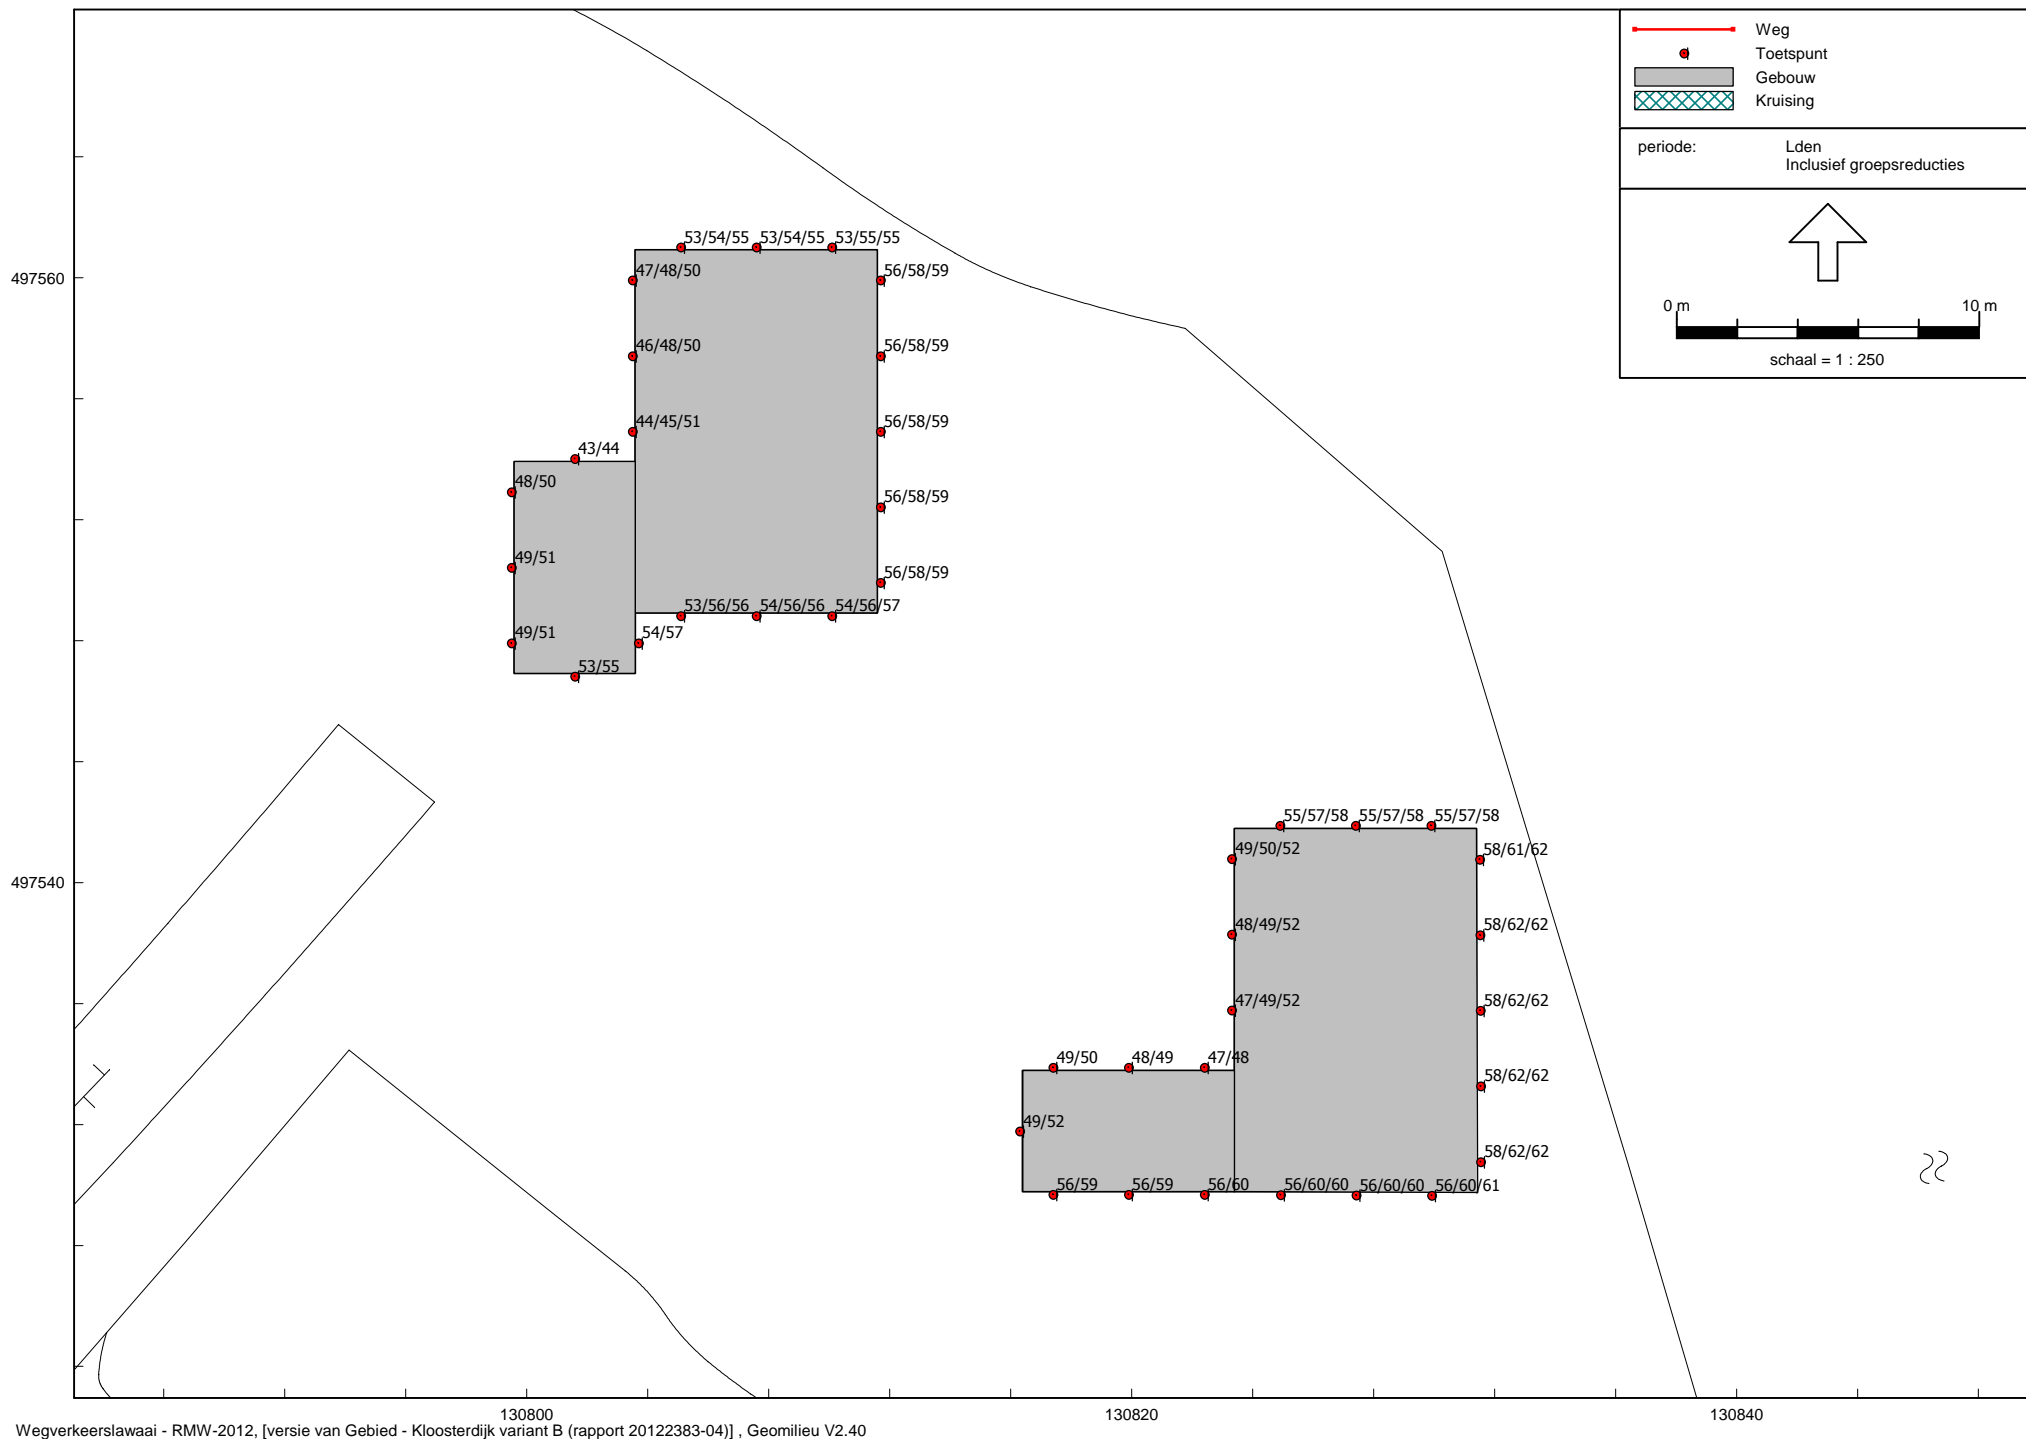 Weg
Toetspunt
Gebouw
Kruising
periode: Lden
Inclusief groepsreducties
0 m 10 m
schaal = 1 : 250
53/54/55 53/54/55 53/55/55
47/48/50 56/58/59
497560
46/48/50 56/58/59
44/45/51 56/58/59
43/44
48/50
56/58/59
49/51
56/58/59
53/56/56 54/56/56 54/56/57
49/51 54/57
53/55
55/57/58 55/57/58 55/57/58
49/50/52 58/61/62
497540
48/49/52 58/62/62
47/49/52 58/62/62
49/50 48/49 47/48
58/62/62
49/52
58/62/62
56/59 56/59 56/60 56/60/60 56/60/60 56/60/61
130800 130820 130840
Wegverkeerslawaai - RMW-2012, [versie van Gebied - Kloosterdijk variant B (rapport 20122383-04)] , Geomilieu V2.40